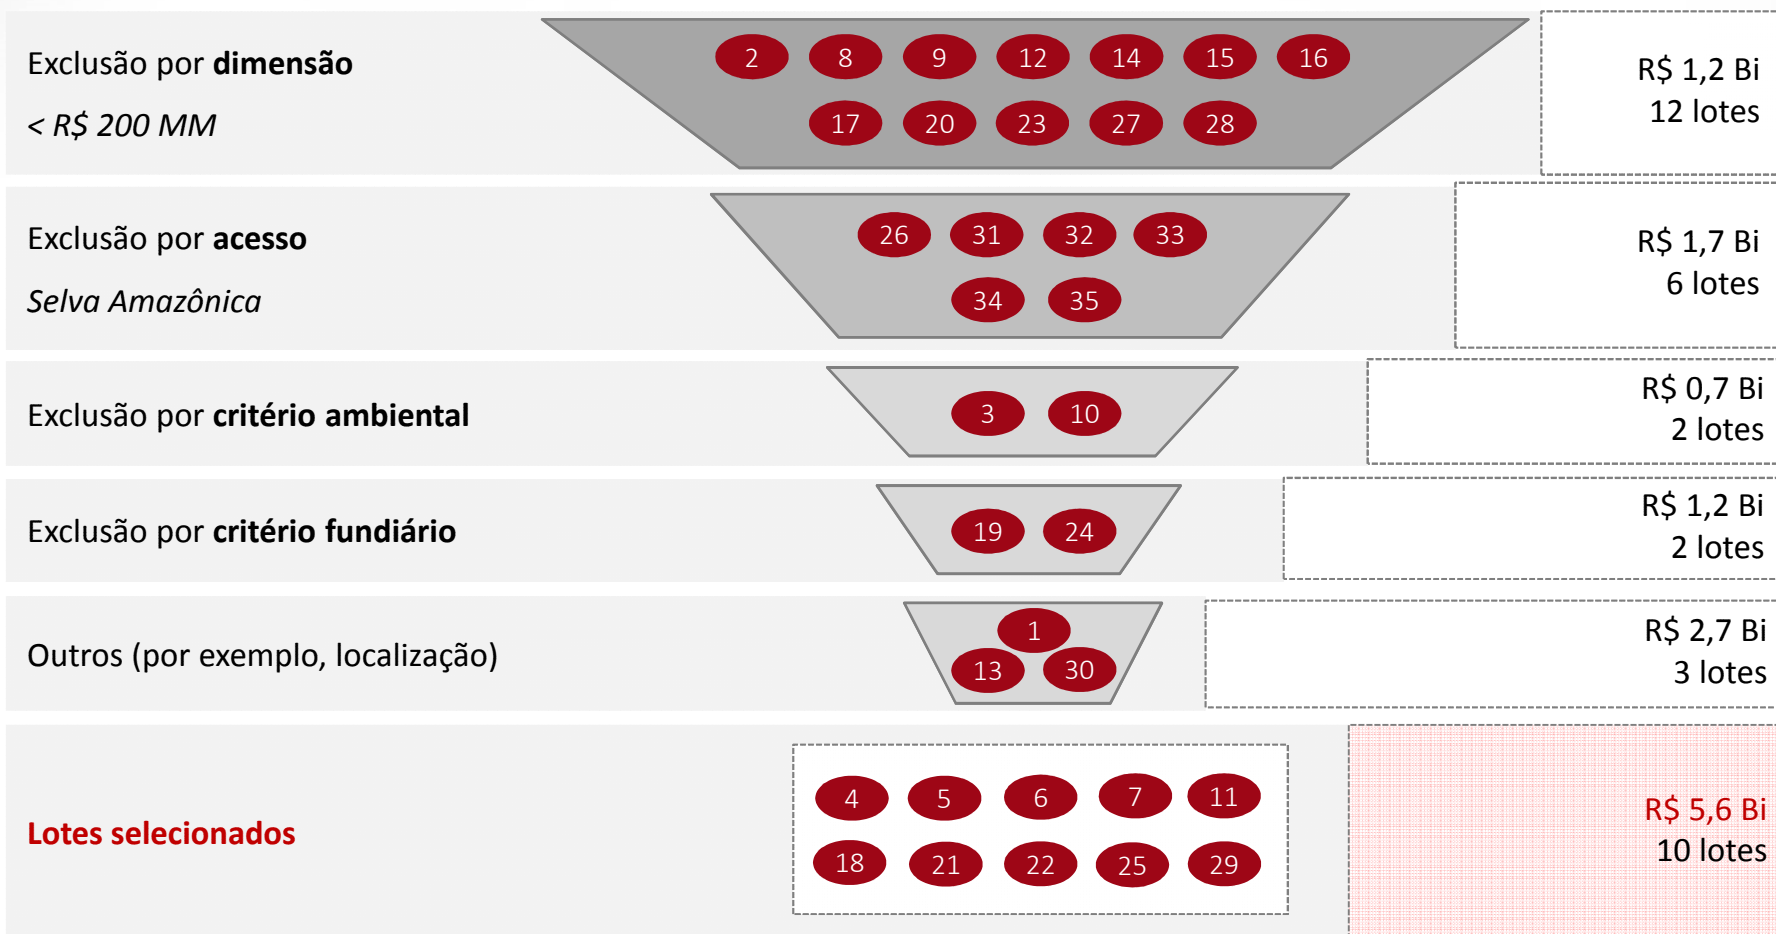 Exclusão por dimensão
< R$ 200 MM
2 8 9 12 14 15 16
17 20 23 27 28
R$ 1,2 Bi
12 lotes
Exclusão por acesso
Selva Amazônica
26 31 32 33
34 35
R$ 1,7 Bi
6 lotes
Exclusão por critério ambiental
3 10
R$ 0,7 Bi
2 lotes
Exclusão por critério fundiário
19 24
R$ 1,2 Bi
2 lotes
Outros (por exemplo, localização)
1
13 30
R$ 2,7 Bi
3 lotes
Lotes selecionados
4 5 6 7 11
18 21 22 25 29
R$ 5,6 Bi
10 lotes